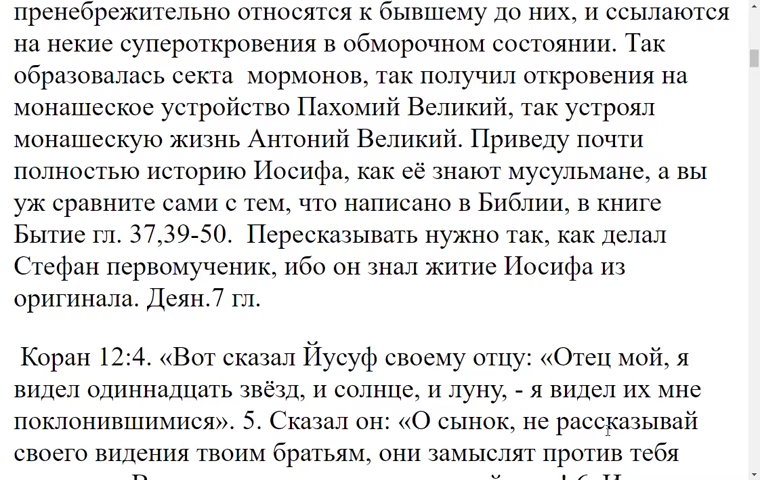 пренебрежительно относятся к бывшему до них, и ссылаются
на некие супероткровения в обморочном состоянии. Так
образовалась секта  мормонов, так получил откровения на
монашеское устройство Пахомий Великий, так устроял
монашескую жизнь Антоний Великий. Приведу почти
полностью историю Иосифа, как её знают мусульмане, а вы
уж сравните сами с тем, что написано в Библии, в книге
Бытие гл. 37,39-50.  Пересказывать нужно так, как делал
Стефан первомученик, ибо он знал житие Иосифа из
оригинала. Деян.7 гл.
Коран 12:4. «Вот сказал Йусуф своему отцу: «Отец мой, я
видел одиннадцать звёзд, и солнце, и луну, - я видел их мне
поклонившимися». 5. Сказал он: «О сынок, не рассказывай
своего видения твоим братьям, они замыслят против тебя